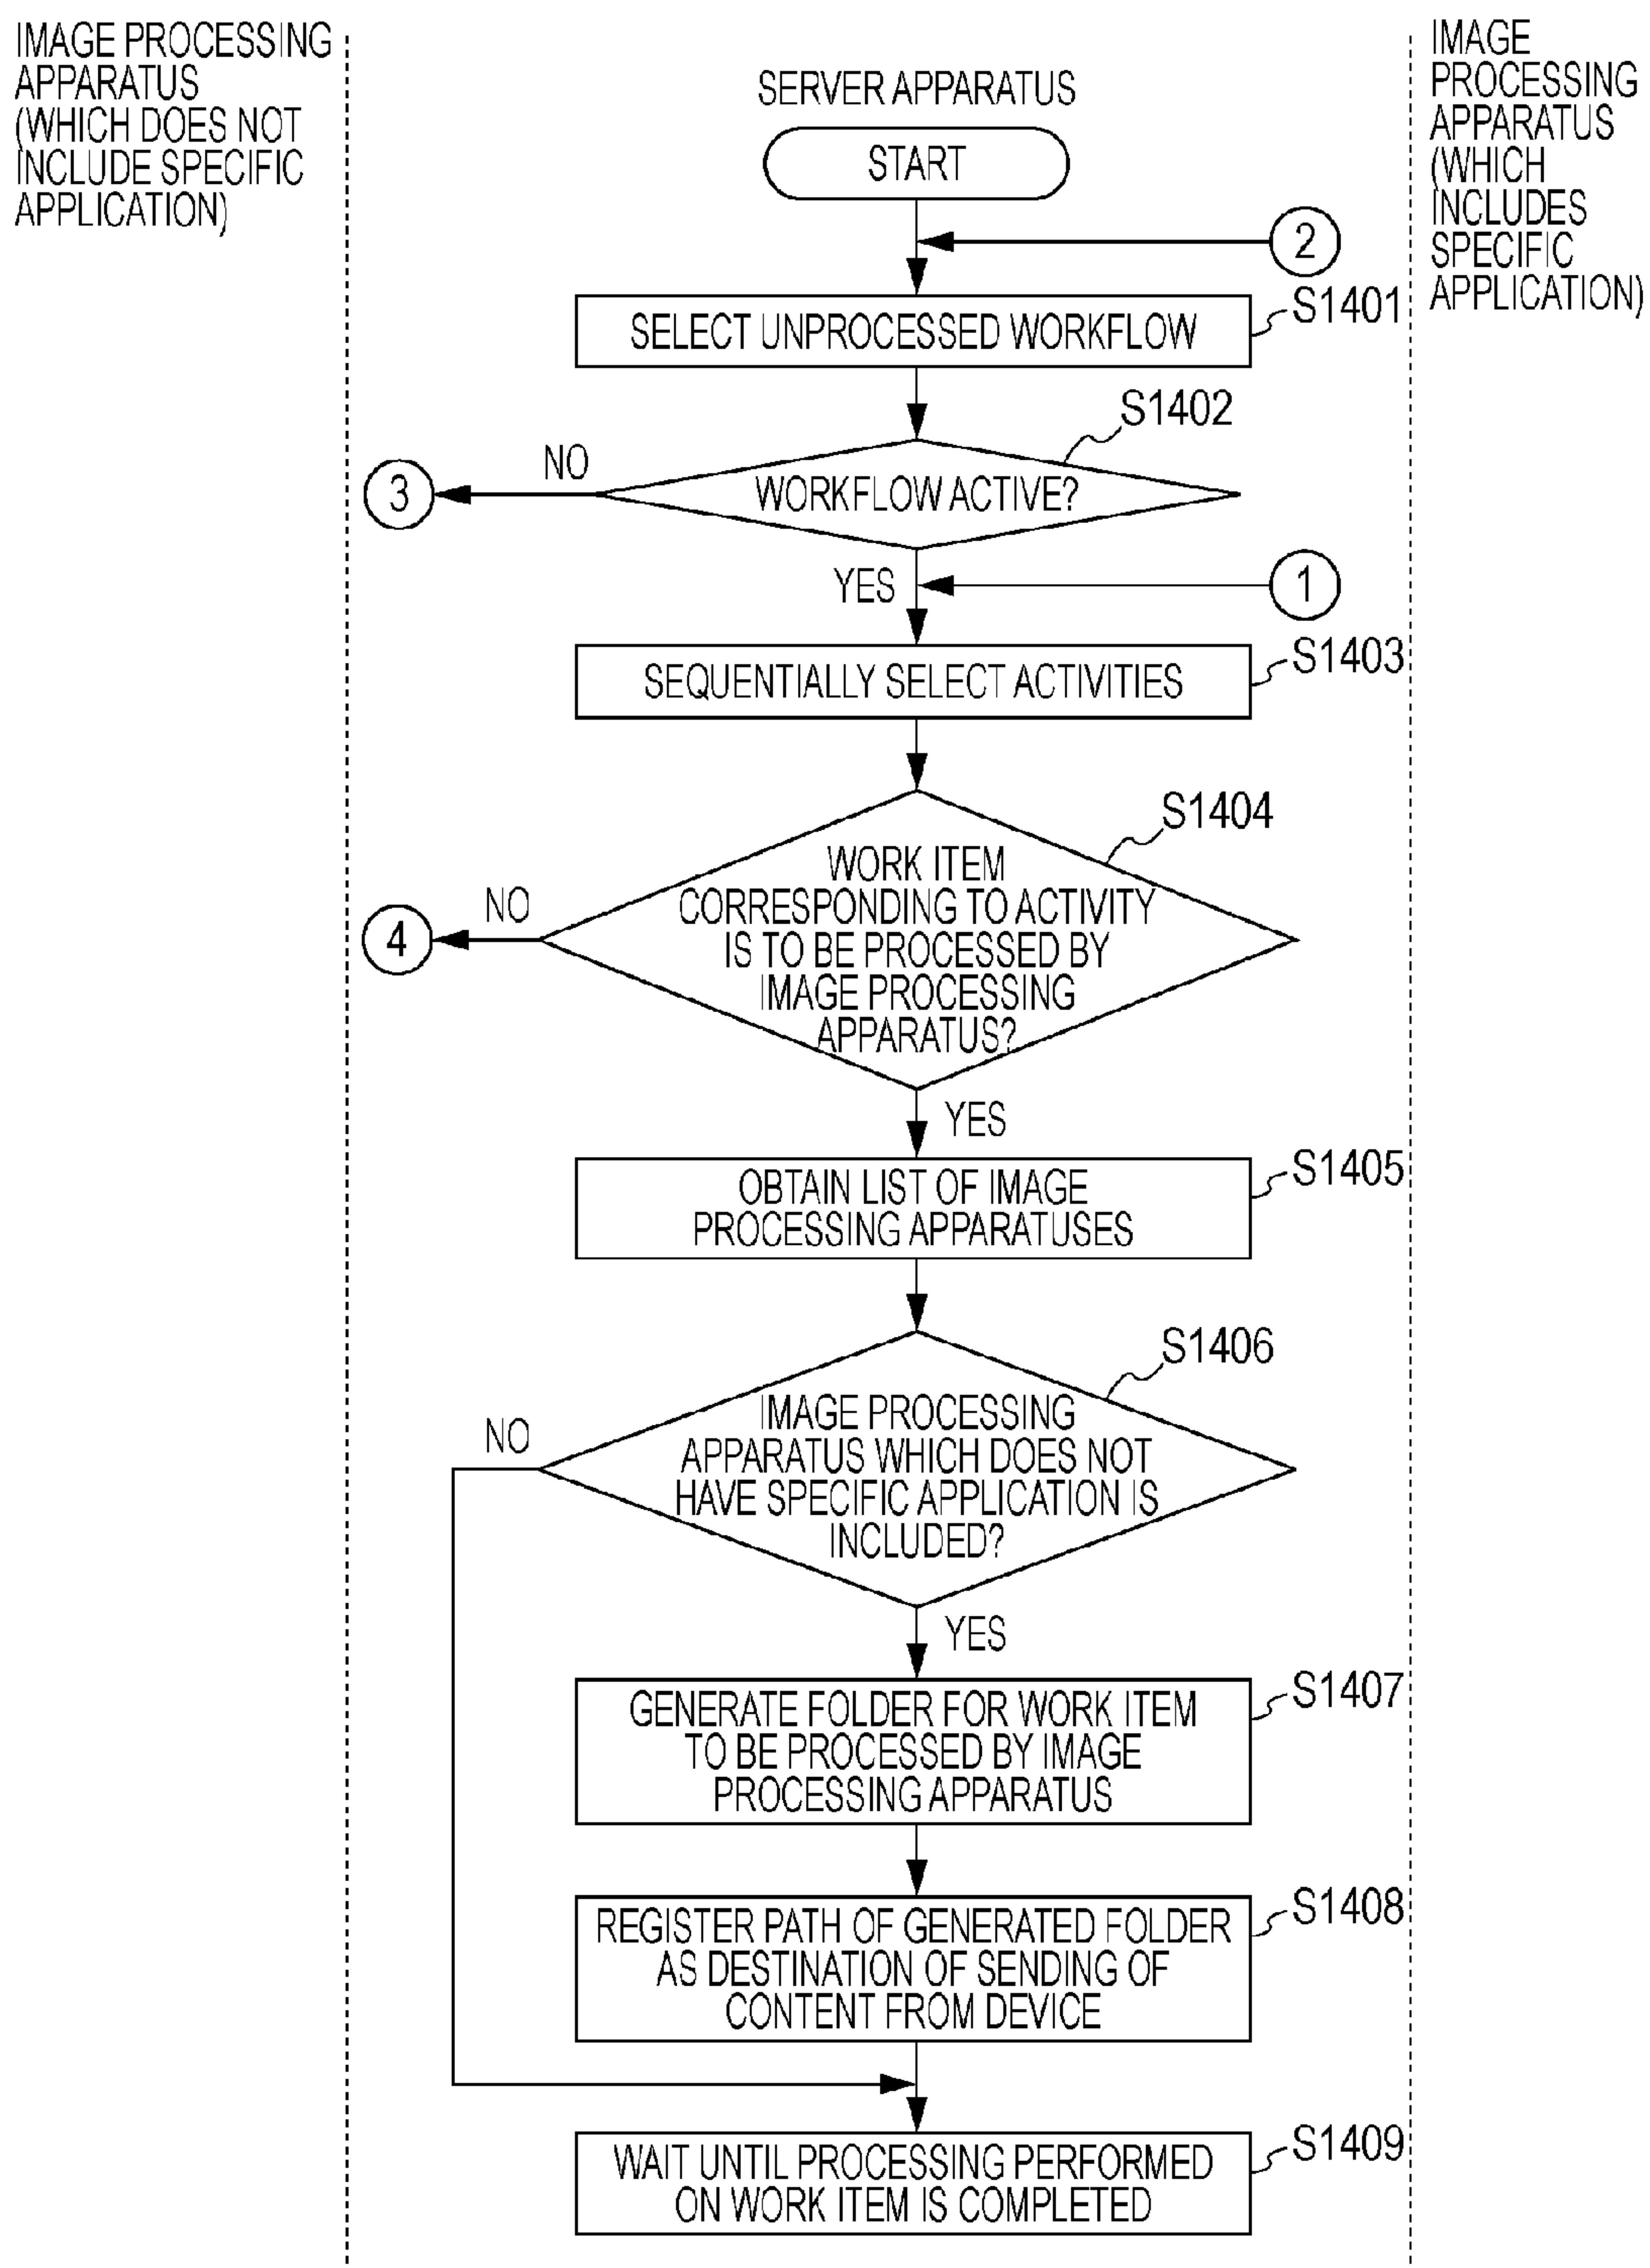 IMAGE PROCESSING
APPARATUS
(WHICH DOES NOT
INCLUDE SPECIFIC
APPLICATION)
SERVER APPARATUS
IMAGE
PROCESSING
APPARATUS
(WHICH
INCLUDES
SPECIFIC
APPLICATION)
START
2
S1401
SELECT UNPROCESSED WORKFLOW
S1402
NO
3
WORKFLOW ACTIVE?
YES
1
S1403
SEQUENTIALLY SELECT ACTIVITIES
S1404
NO
4
WORK ITEM
CORRESPONDING TO ACTIVITY
IS TO BE PROCESSED BY
IMAGE PROCESSING
APPARATUS?
YES
S1405
OBTAIN LIST OF IMAGE
PROCESSING APPARATUSES
S1406
NO
IMAGE PROCESSING
APPARATUS WHICH DOES NOT
HAVE SPECIFIC APPLICATION IS
INCLUDED?
YES
S1407
GENERATE FOLDER FOR WORK ITEM
TO BE PROCESSED BY IMAGE
PROCESSING APPARATUS
S1408
REGISTER PATH OF GENERATED FOLDER
AS DESTINATION OF SENDING OF
CONTENT FROM DEVICE
S1409
WAIT UNTIL PROCESSING PERFORMED
ON WORK ITEM IS COMPLETED